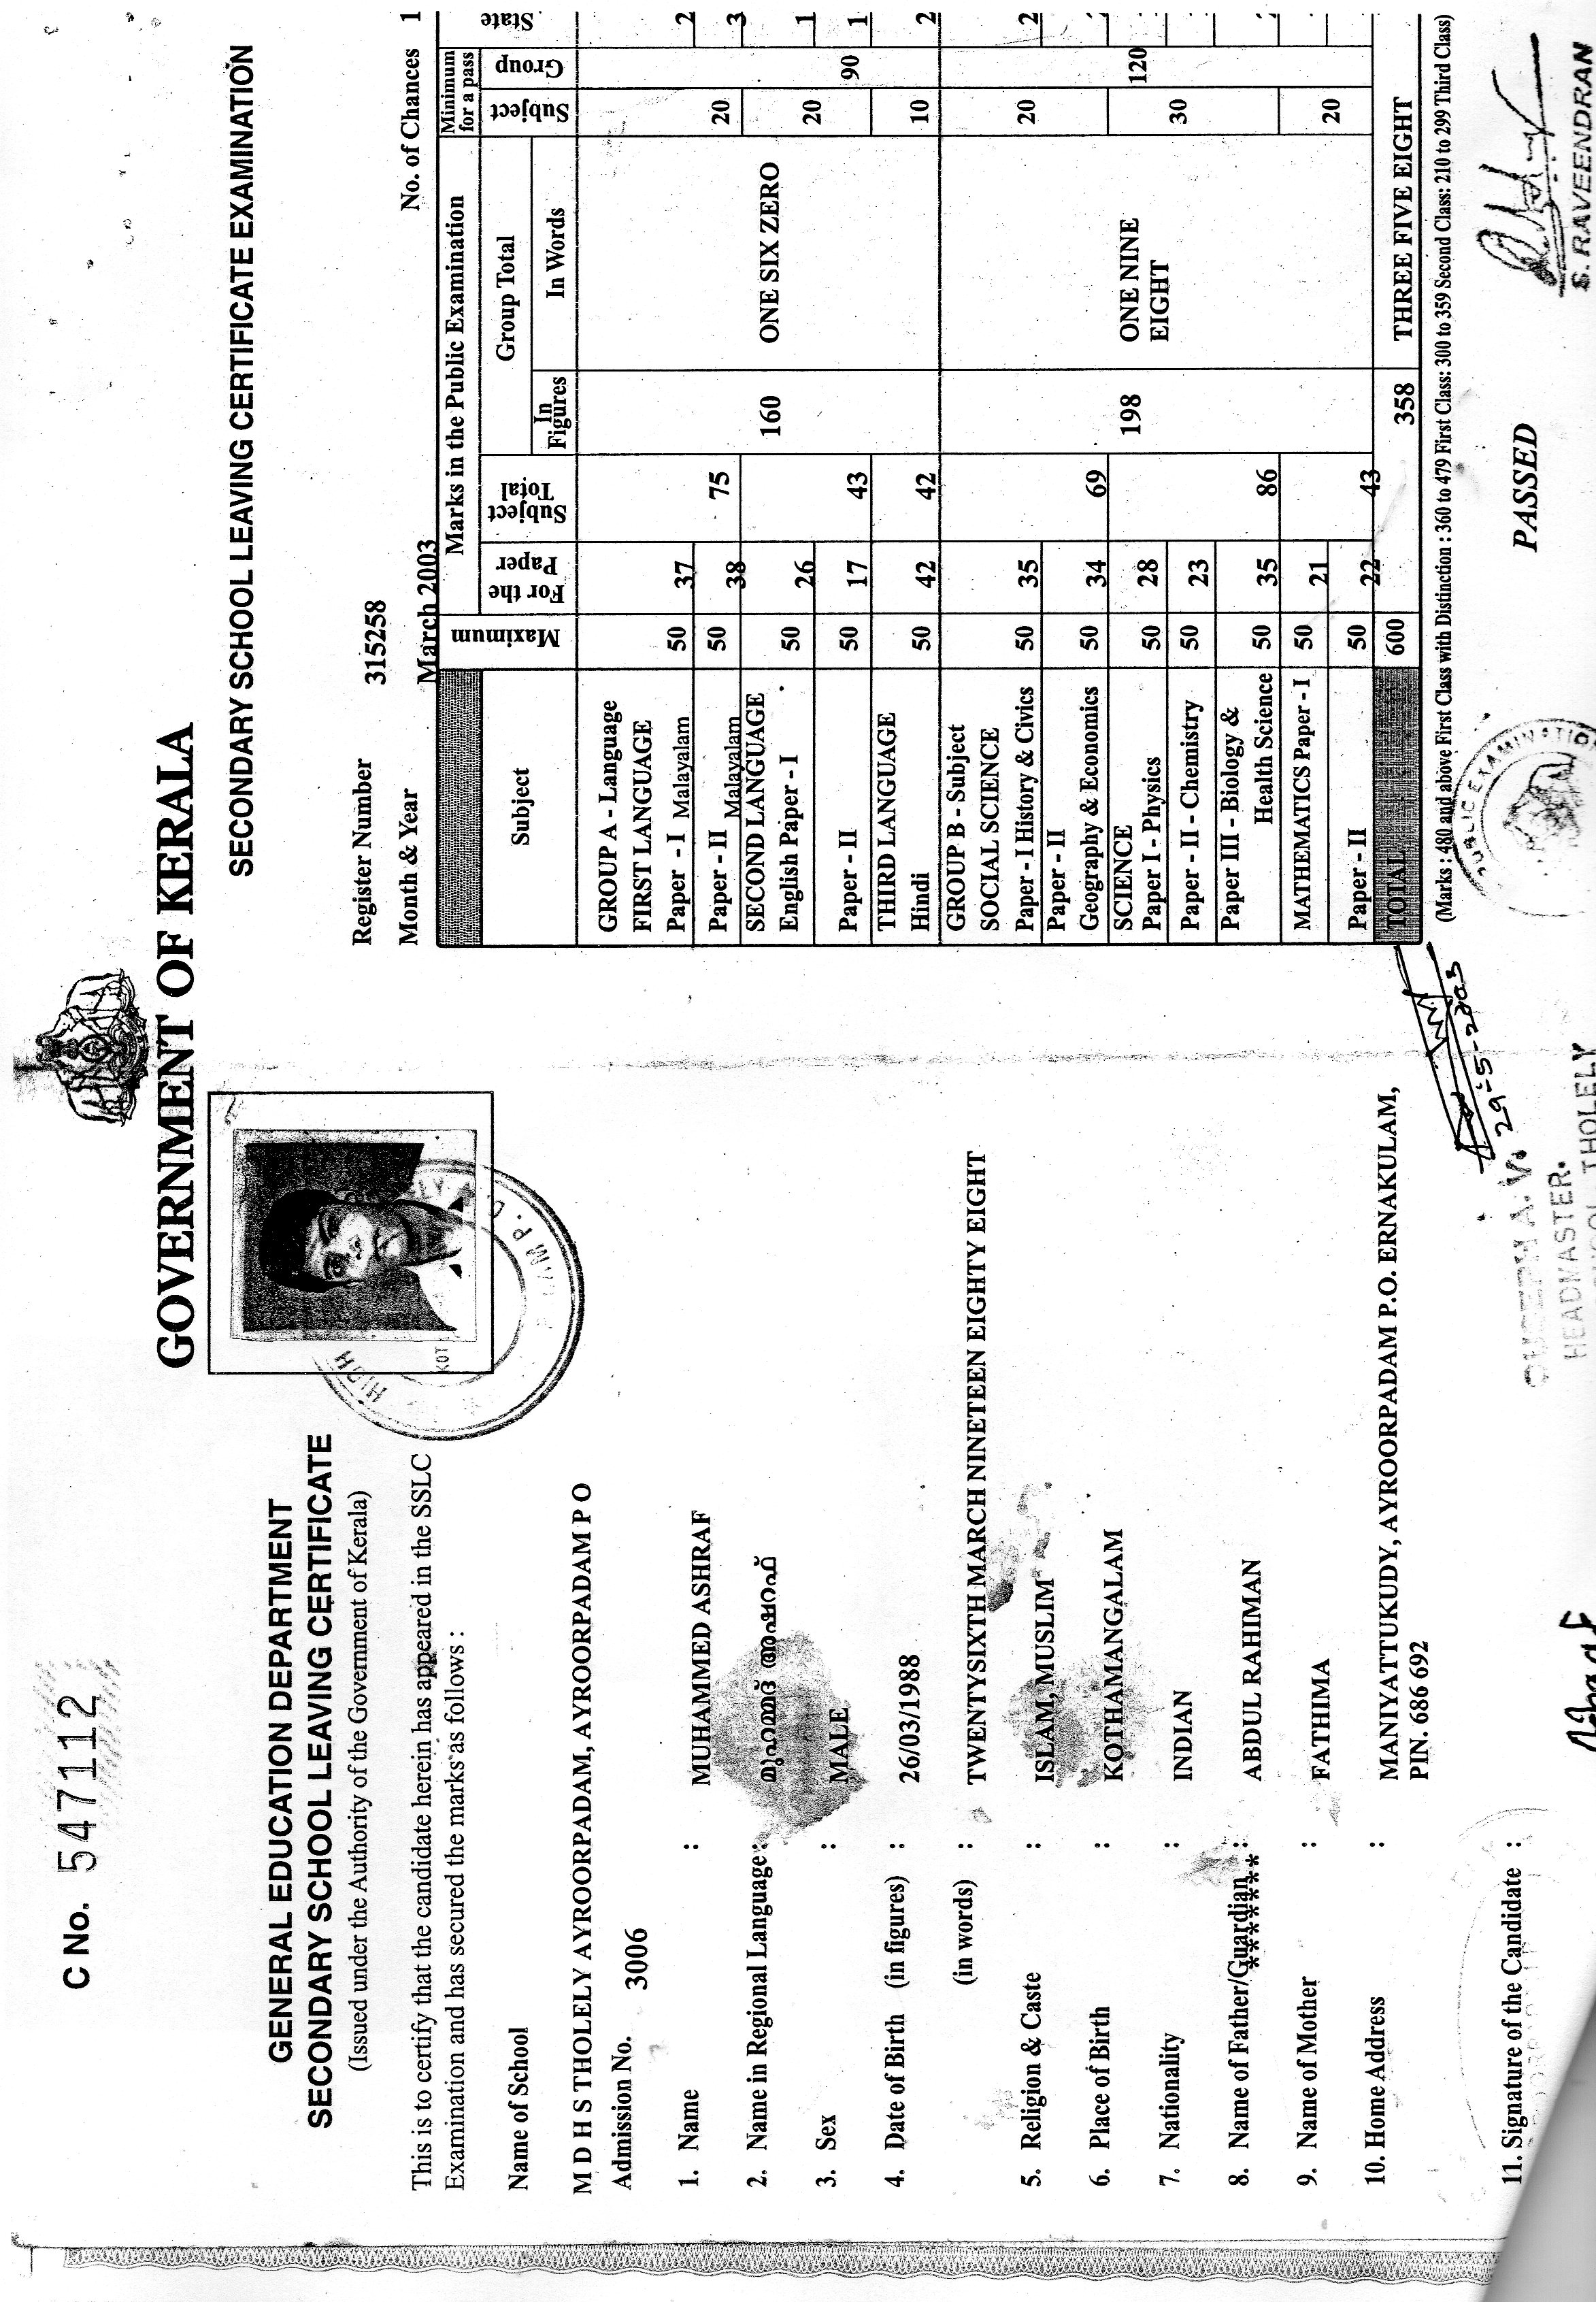 C No. 547112
GOVERNMENT OF KERALA
GENERAL EDUCATION DEPARTMENT
SECONDARY SCHOOL LEAVING CERTIFICATE
(Issued under the Authority of the Government of Kerala)
This is to certify that the candidate herein has appeared in the SSLC
Examination and has secured the marks as follows :
Name of School
M D H S THOLELY AYROORPADAM, AYROORPADAM P O
Admission No. 3006
1. Name : MUHAMMED ASHRAF
2. Name in Regional Language : മുഹമ്മദ് അഷറഫ്
3. Sex : MALE
4. Date of Birth (in figures) : 26/03/1988
(in words) : TWENTYSIXTH MARCH NINETEEN EIGHTY EIGHT
5. Religion & Caste : ISLAM, MUSLIM
6. Place of Birth : KOTHAMANGALAM
7. Nationality : INDIAN
8. Name of Father/Guardian : ABDUL RAHIMAN
*******
9. Name of Mother : FATHIMA
10. Home Address : MANIYATTUKUDY, AYROORPADAM P.O. ERNAKULAM,
PIN. 686 692
11. Signature of the Candidate :
HIGH
KOT
SECONDARY SCHOOL LEAVING CERTIFICATE EXAMINATION
Register Number 315258
Month & Year March 2003 No. of Chances 1
Subject Maximum Marks in the Public Examination Minimum for a pass State
For the Paper Subject Total Group Total Subject Group
In Figures In Words
GROUP A - Language
FIRST LANGUAGE
Paper - I Malayalam 50 37 2
Paper - II Malayalam 50 38 75 20 3
SECOND LANGUAGE
English Paper - I 50 26 160 ONE SIX ZERO 20 1
Paper - II 50 17 43 90 1
THIRD LANGUAGE
Hindi 50 42 42 10 2
GROUP B - Subject
SOCIAL SCIENCE
Paper - I History & Civics 50 35 20 2
Paper - II
Geography & Economics 50 34 69
SCIENCE
Paper I - Physics 50 28 198 ONE NINE EIGHT 120
Paper - II - Chemistry 50 23 30
Paper III - Biology &
Health Science 50 35 86
MATHEMATICS Paper - I 50 21
Paper - II 50 22 43 20
TOTAL 600 358 THREE FIVE EIGHT
(Marks : 480 and above First Class with Distinction : 360 to 479 First Class: 300 to 359 Second Class: 210 to 299 Third Class)
29-5-2003
PUBLIC EXAMINATION
PASSED
S. RAVEENDRAN
OUSEPH A. V.
HEADMASTER.
THOLELY